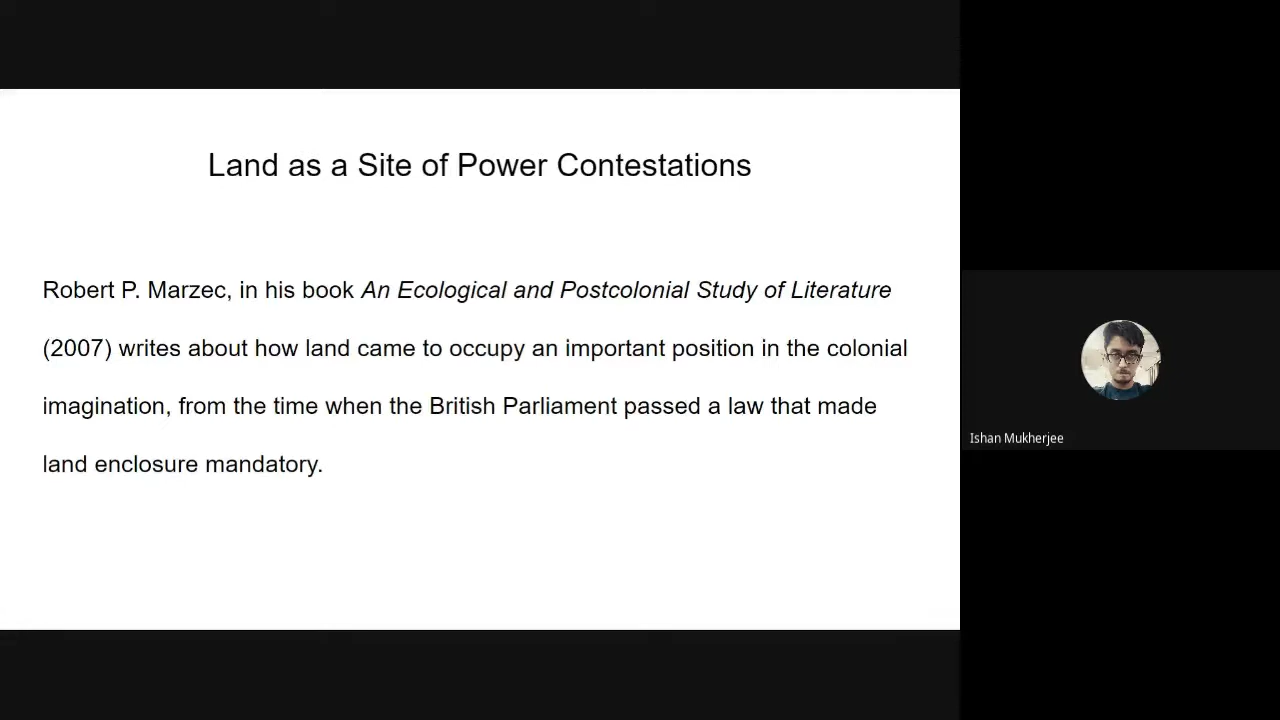 Land as a Site of Power Contestations
Robert P. Marzec, in his book An Ecological and Postcolonial Study of Literature
(2007) writes about how land came to occupy an important position in the colonial
imagination, from the time when the British Parliament passed a law that made
land enclosure mandatory.
Ishan Mukherjee